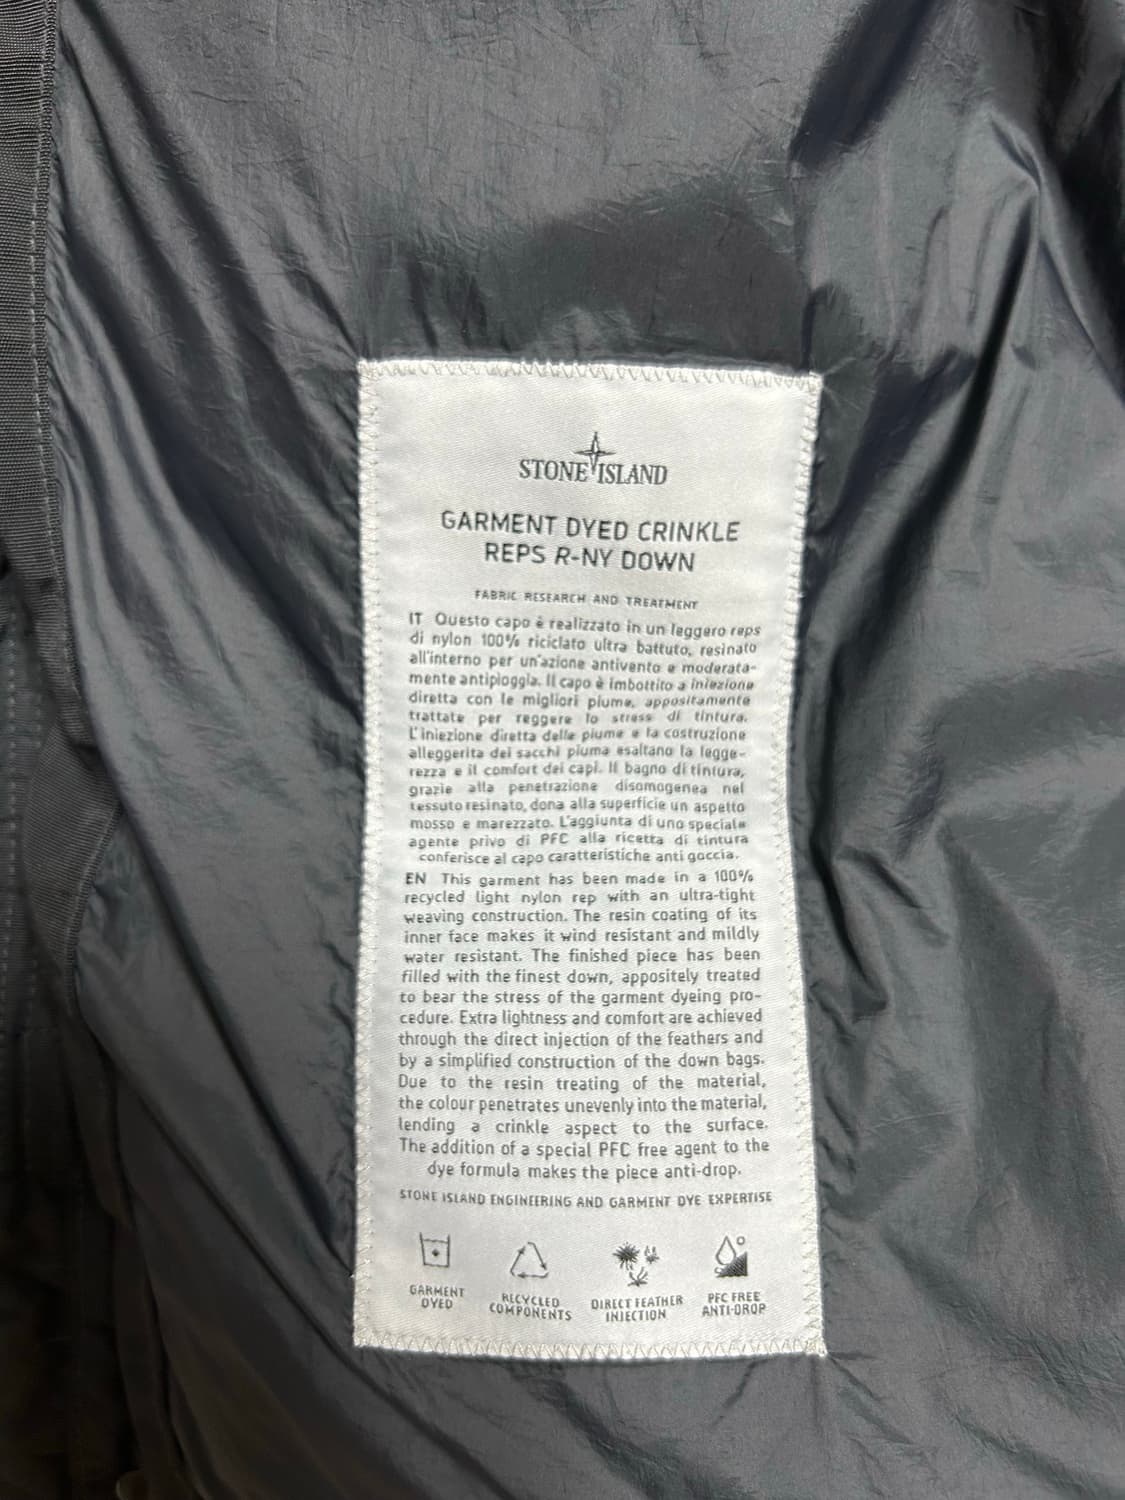 STONE ISLAND
GARMENT DYED CRINKLE
REPS R-NY DOWN
FABRIC RESEARCH AND TREATMENT
IT Questo capo è realizzato in un leggero reps
di nylon 100% riciclato ultra battuto, resinato
all'interno per un'azione antivento e moderata-
mente antipioggia. Il capo è imbottito a iniezione
diretta con le migliori piume, appositamente
trattate per reggere lo stress di tintura.
L'iniezione diretta delle piume e la costruzione
alleggerita dei sacchi piuma esaltano la legge-
rezza e il comfort dei capi. Il bagno di tintura,
grazie alla penetrazione disomogenea nel
tessuto resinato, dona alla superficie un aspetto
mosso e marezzato. L'aggiunta di uno speciale
agente privo di PFC alla ricetta di tintura
conferisce al capo caratteristiche anti goccia.
EN This garment has been made in a 100%
recycled light nylon rep with an ultra-tight
weaving construction. The resin coating of its
inner face makes it wind resistant and mildly
water resistant. The finished piece has been
filled with the finest down, appositely treated
to bear the stress of the garment dyeing pro-
cedure. Extra lightness and comfort are achieved
through the direct injection of the feathers and
by a simplified construction of the down bags.
Due to the resin treating of the material,
the colour penetrates unevenly into the material,
lending a crinkle aspect to the surface.
The addition of a special PFC free agent to the
dye formula makes the piece anti-drop.
STONE ISLAND ENGINEERING AND GARMENT DYE EXPERTISE
GARMENT
DYED
RECYCLED
COMPONENTS
DIRECT FEATHER
INJECTION
PFC FREE
ANTI-DROP